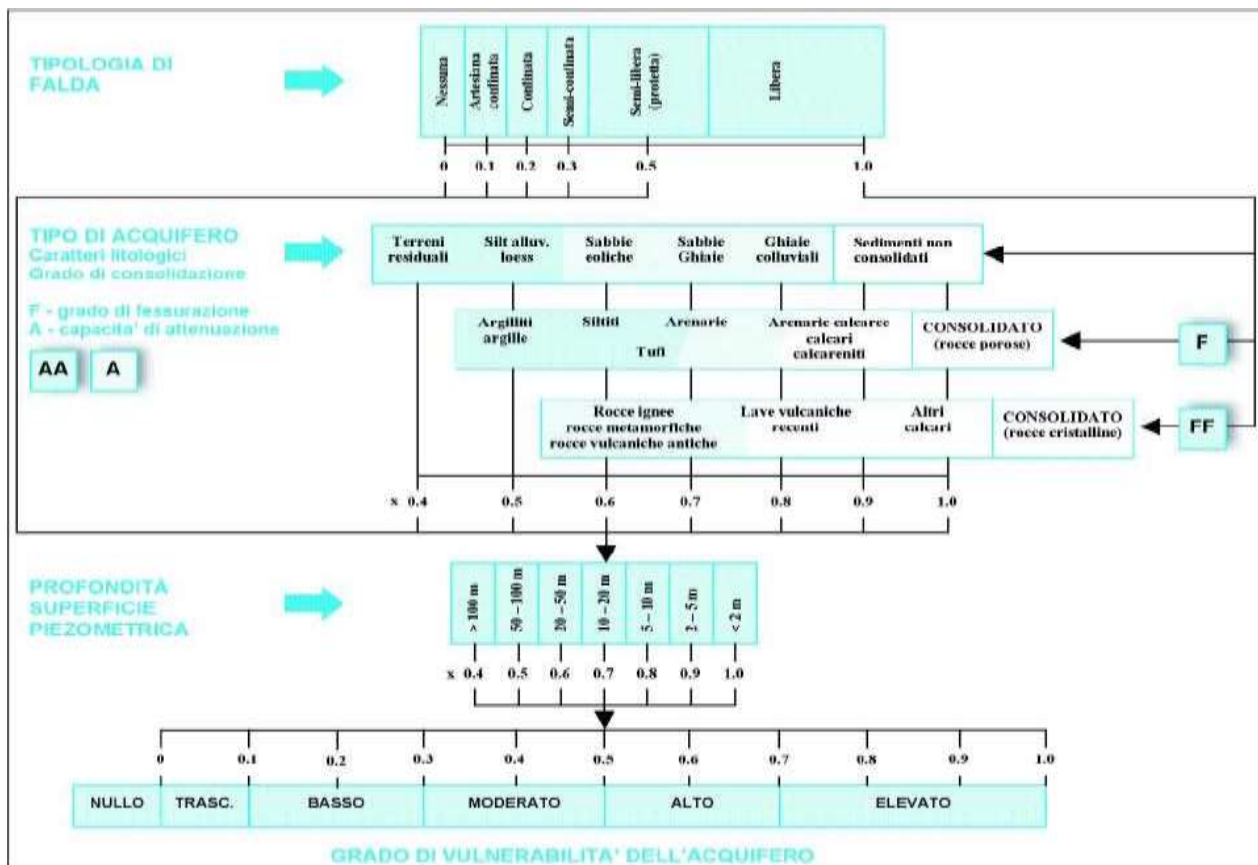 TIPOLOGIA DI
FALDA
Nessuna
Artesiana
confinata
Confinata
Semi-confinata
Semi-libera
(protetta)
Libera
0 0.1 0.2 0.3 0.5 1.0
TIPO DI ACQUIFERO
Caratteri litologici
Grado di consolidazione
F - grado di fessurazione
A - capacita' di attenuazione
AA A
Terreni
residuali
Silt alluv.
loess
Sabbie
eoliche
Sabbie
Ghiaie
Ghiaie
colluviali
Sedimenti non
consolidati
Argilliti
argille
Siltiti
Tufi
Arenarie
Arenarie calcaree
calcari
calcareniti
CONSOLIDATO
(rocce porose)
F
Rocce ignee
rocce metamorfiche
rocce vulcaniche antiche
Lave vulcaniche
recenti
Altri
calcari
CONSOLIDATO
(rocce cristalline)
FF
x 0.4 0.5 0.6 0.7 0.8 0.9 1.0
PROFONDITÀ
SUPERFICIE
PIEZOMETRICA
> 100 m
50 – 100 m
20 – 50 m
10 – 20 m
5 – 10 m
2 – 5 m
< 2 m
x 0.4 0.5 0.6 0.7 0.8 0.9 1.0
0 0.1 0.2 0.3 0.4 0.5 0.6 0.7 0.8 0.9 1.0
NULLO TRASC. BASSO MODERATO ALTO ELEVATO
GRADO DI VULNERABILITA' DELL'ACQUIFERO